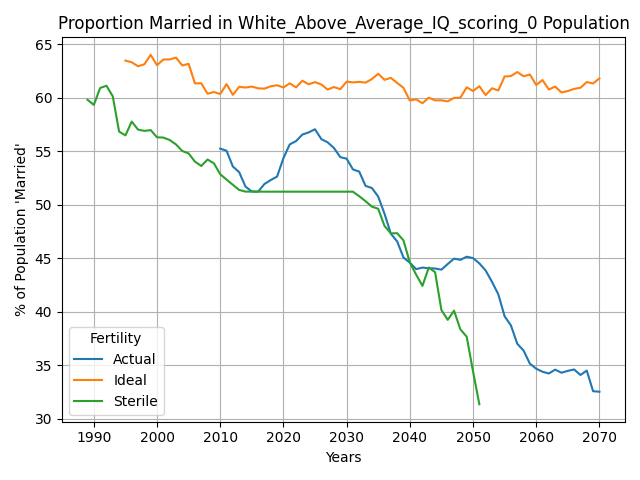 Proportion Married in White_Above_Average_IQ_scoring_0 Population
% of Population 'Married'
65
60
55
50
45
40
35
30
Fertility
Actual
Ideal
Sterile
1990 2000 2010 2020 2030 2040 2050 2060 2070
Years